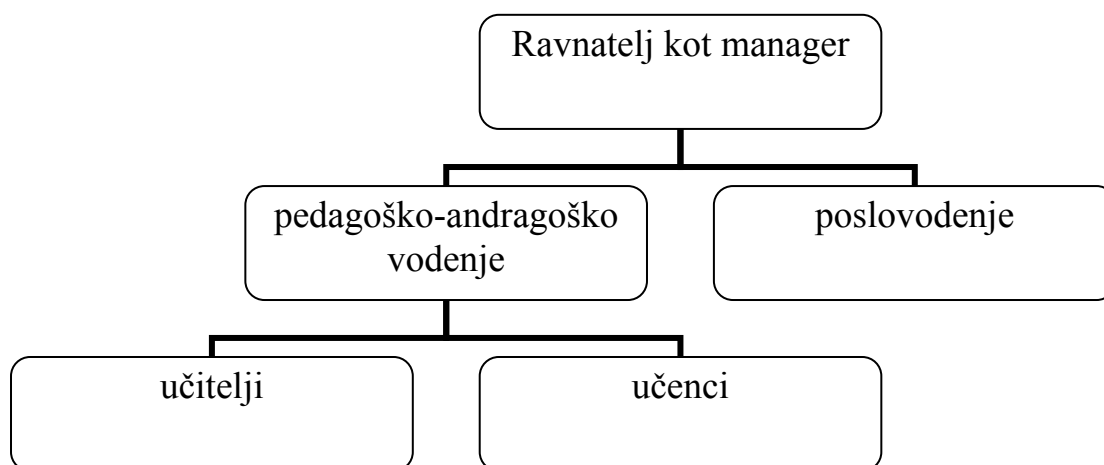 Ravnatelj kot manager
pedagoško-andragoško
vodenje
poslovodenje
učitelji
učenci